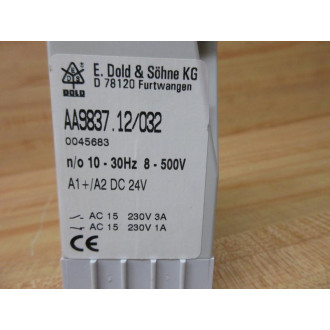 E. Dold & Söhne KG
D 78120 Furtwangen
DOLD
AA9837.12/032
0045683
n/o 10 - 30Hz 8 - 500V
A1+/A2 DC 24V
AC 15 230V 3A
AC 15 230V 1A
CE